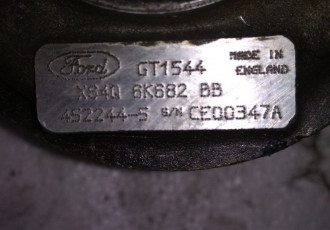 Ford GT1544 MADE IN
ENGLAND
XS4Q 6K682 BB
452244-5 S/N CE00347A